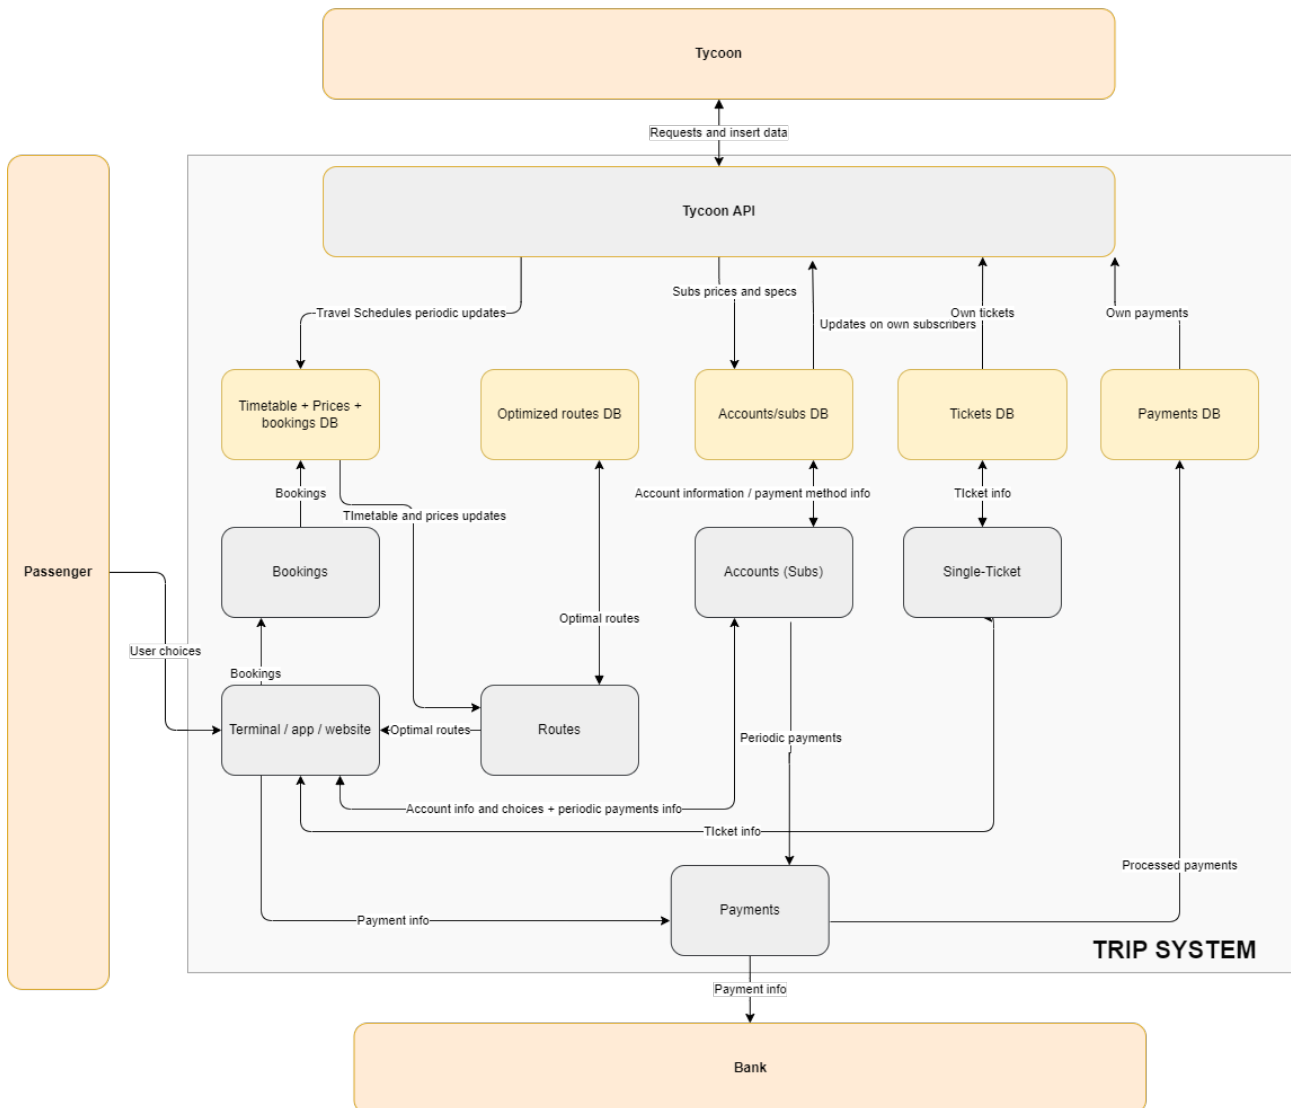 Tycoon
Requests and insert data
Tycoon API
Subs prices and specs
Travel Schedules periodic updates
Updates on own subscribers
Own tickets
Own payments
Timetable + Prices +
bookings DB
Optimized routes DB
Accounts/subs DB
Tickets DB
Payments DB
Bookings
Account information / payment method info
TIcket info
TImetable and prices updates
Passenger
Bookings
Accounts (Subs)
Single-Ticket
Optimal routes
User choices
Bookings
Terminal / app / website
Optimal routes
Routes
Periodic payments
Account info and choices + periodic payments info
TIcket info
Processed payments
Payments
Payment info
TRIP SYSTEM
Payment info
Bank